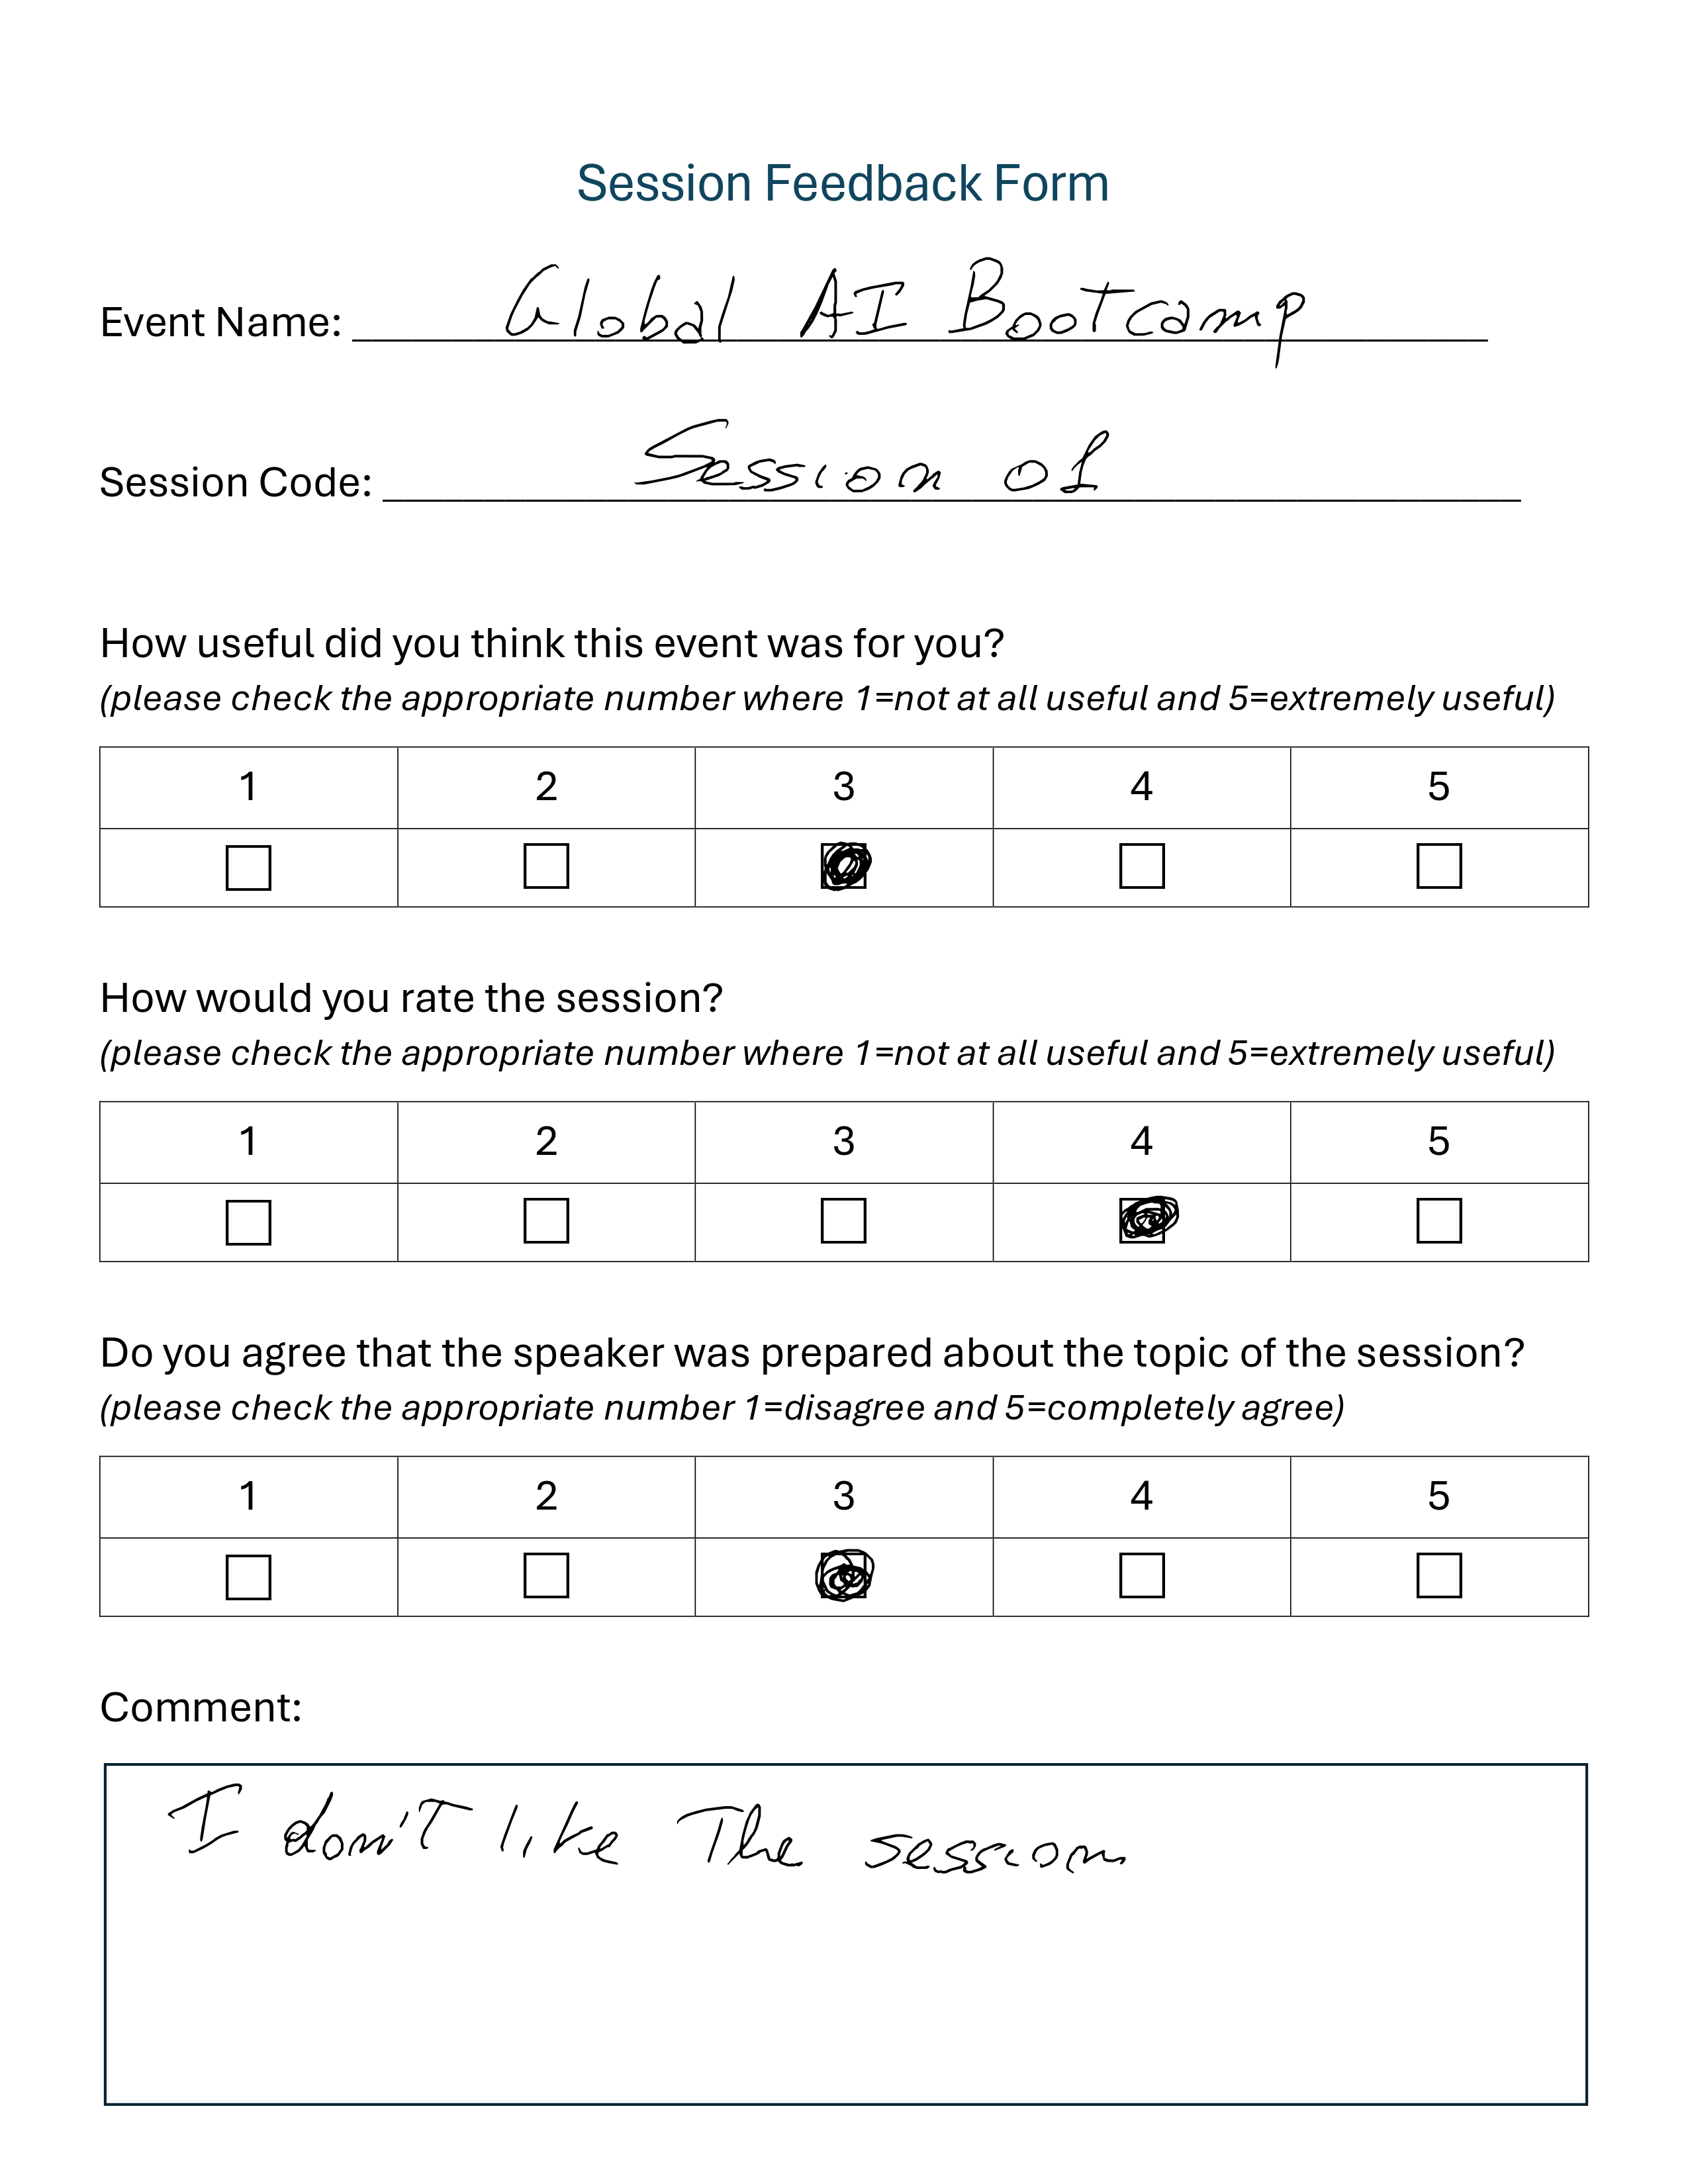 Session Feedback Form
Event Name: Global AI Bootcamp
Session Code: Session 01
How useful did you think this event was for you?
(please check the appropriate number where 1=not at all useful and 5=extremely useful)
1 2 3 4 5
How would you rate the session?
(please check the appropriate number where 1=not at all useful and 5=extremely useful)
1 2 3 4 5
Do you agree that the speaker was prepared about the topic of the session?
(please check the appropriate number 1=disagree and 5=completely agree)
1 2 3 4 5
Comment:
I don't like The session